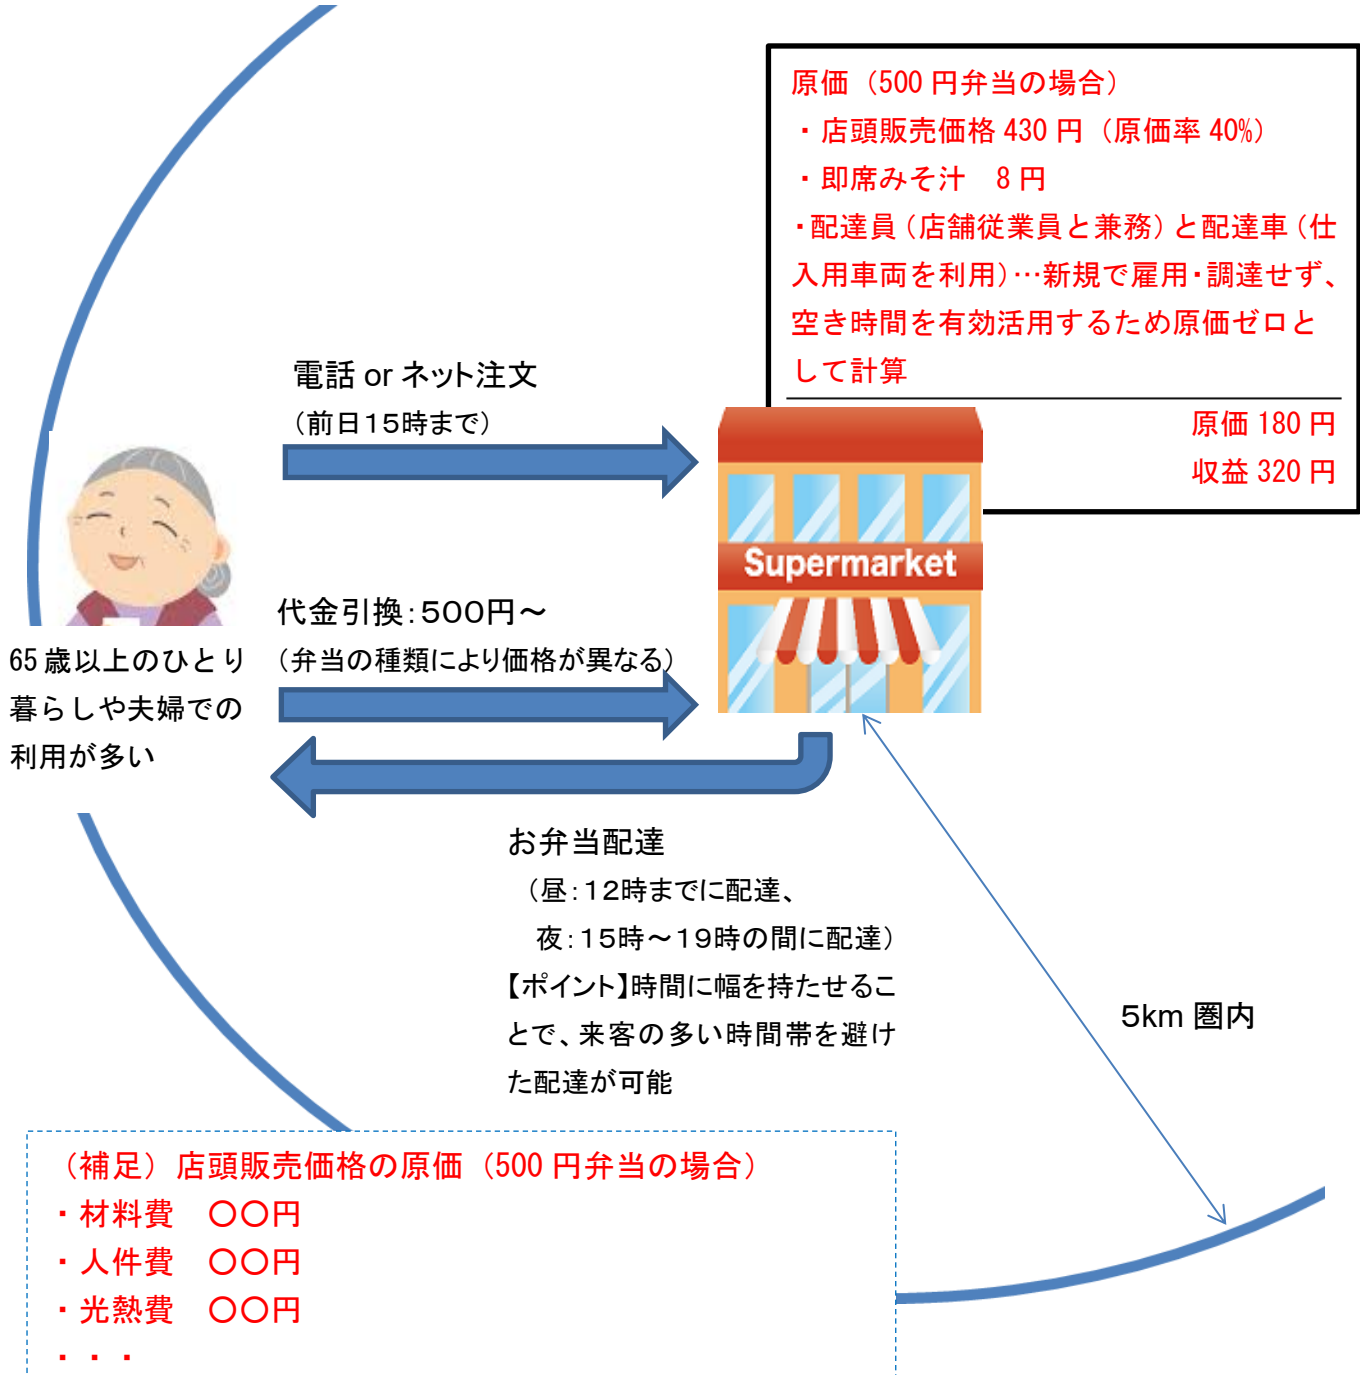 原価（500 円弁当の場合）
・店頭販売価格 430 円（原価率 40%）
・即席みそ汁　8 円
・配達員（店舗従業員と兼務）と配達車（仕
入用車両を利用）…新規で雇用・調達せず、
空き時間を有効活用するため原価ゼロと
して計算
原価 180 円
収益 320 円
電話 or ネット注文
（前日１５時まで）
Supermarket
代金引換：５００円～
（弁当の種類により価格が異なる）
65 歳以上のひとり
暮らしや夫婦での
利用が多い
お弁当配達
（昼：１２時までに配達、
夜：１５時～１９時の間に配達）
【ポイント】時間に幅を持たせるこ
とで、来客の多い時間帯を避け
た配達が可能
５km 圏内
（補足）店頭販売価格の原価（500 円弁当の場合）
・材料費　〇〇円
・人件費　〇〇円
・光熱費　〇〇円
・・・